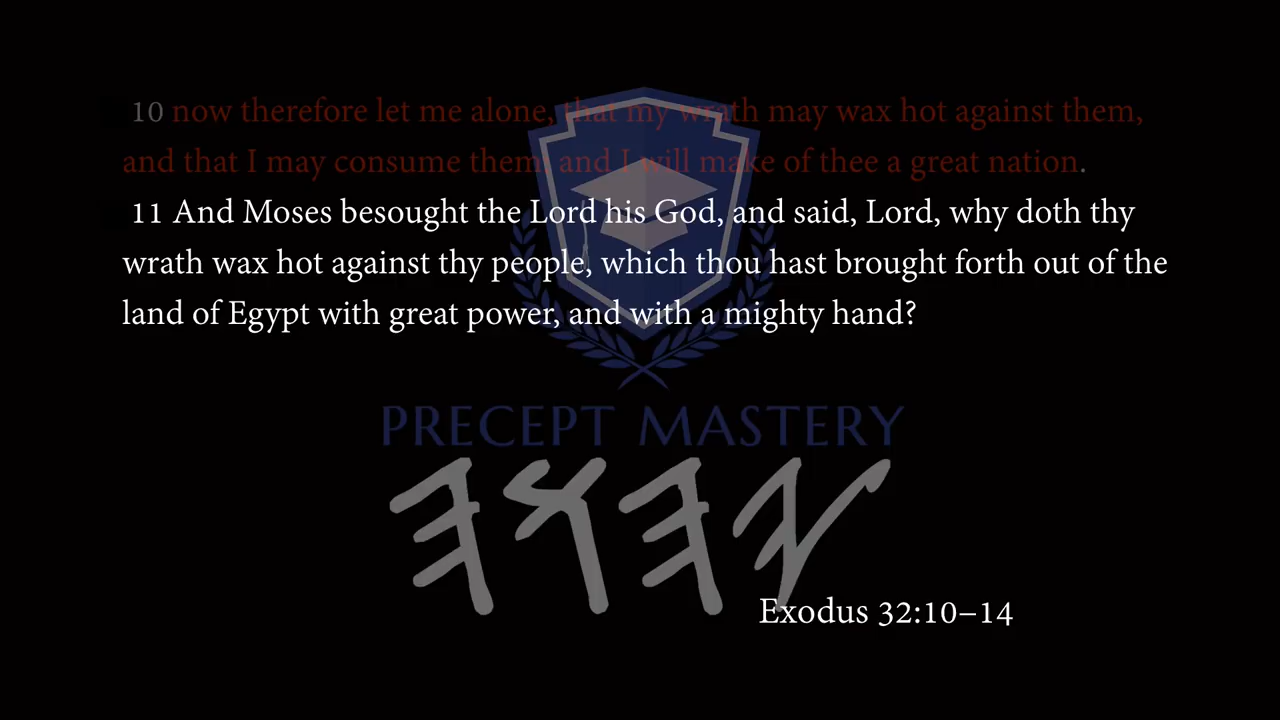 10 now therefore let me alone, that my wrath may wax hot against them,
and that I may consume them: and I will make of thee a great nation.
11 And Moses besought the Lord his God, and said, Lord, why doth thy
wrath wax hot against thy people, which thou hast brought forth out of the
land of Egypt with great power, and with a mighty hand?
PRECEPT MASTERY
𐤉𐤄𐤅𐤄
Exodus 32:10–14